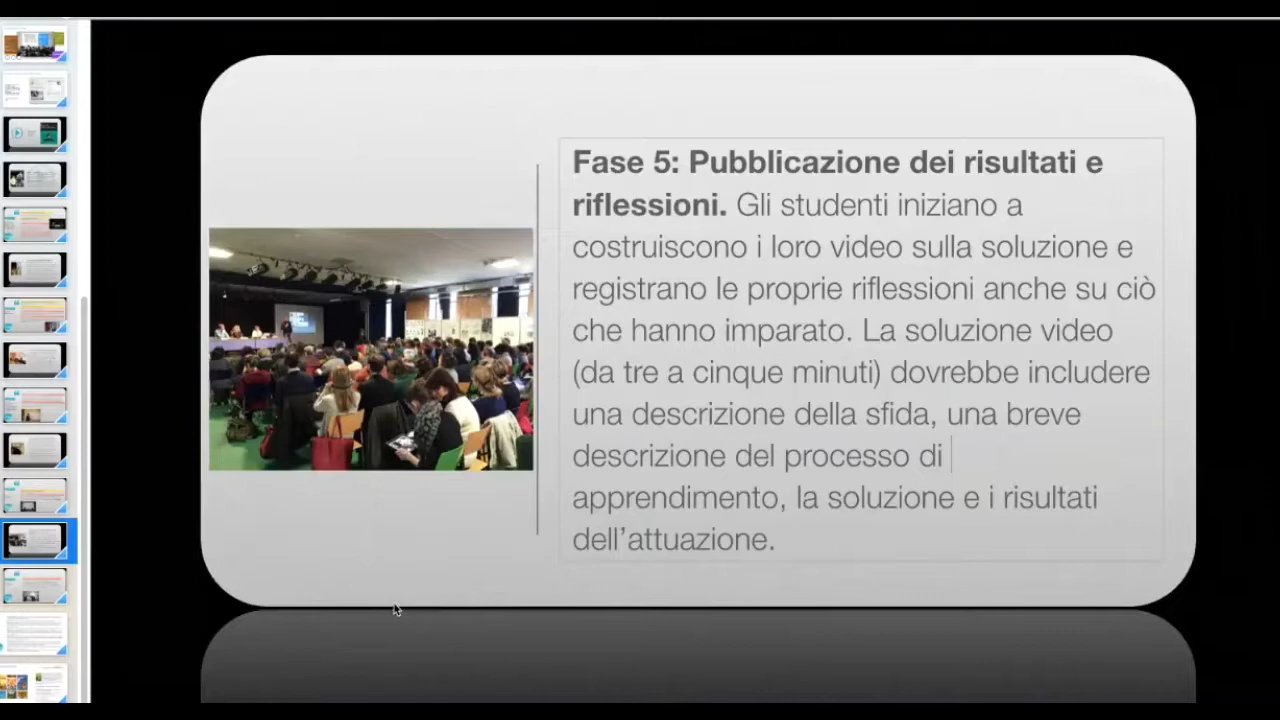 Fase 5: Pubblicazione dei risultati e
riflessioni. Gli studenti iniziano a
costruiscono i loro video sulla soluzione e
registrano le proprie riflessioni anche su ciò
che hanno imparato. La soluzione video
(da tre a cinque minuti) dovrebbe includere
una descrizione della sfida, una breve
descrizione del processo di
apprendimento, la soluzione e i risultati
dell’attuazione.